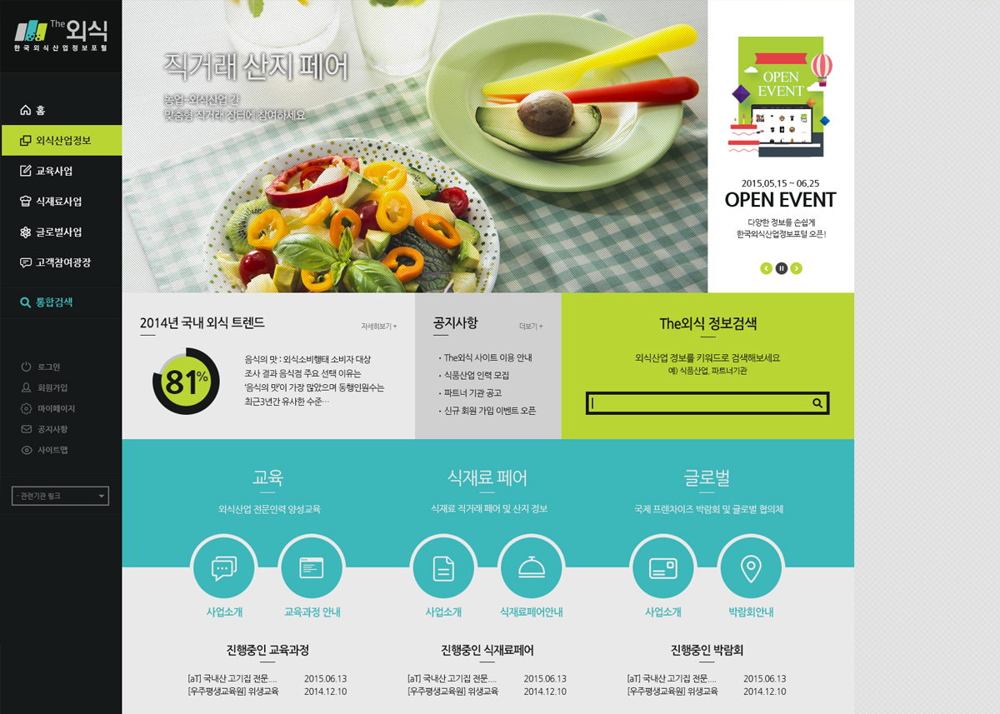 The외식
한국외식산업정보포털
홈
외식산업정보
교육사업
식재료사업
글로벌사업
고객참여광장
통합검색
로그인
회원가입
마이페이지
공지사항
사이트맵
- 관련기관 링크
직거래 산지 페어
농업-외식산업 간
맞춤형 직거래 장터에 참여하세요
OPEN
EVENT
2015.05.15 ~ 06.25
OPEN EVENT
다양한 정보를 손쉽게
한국외식산업정보포털 오픈!
2014년 국내 외식 트렌드
자세히보기 +
81%
음식의 맛 : 외식소비행태 소비자 대상
조사 결과 음식점 주요 선택 이유는
'음식의 맛'이 가장 많았으며 동행인원수는
최근3년간 유사한 수준…
공지사항
더보기 +
· The외식 사이트 이용 안내
· 식품산업 인력 모집
· 파트너 기관 공고
· 신규 회원 가입 이벤트 오픈
The외식 정보검색
외식산업 정보를 키워드로 검색해보세요
예) 식품산업, 파트너기관
교육
외식산업 전문인력 양성교육
사업소개
교육과정 안내
식재료 페어
식재료 직거래 페어 및 산지 정보
사업소개
식재료페어안내
글로벌
국제 프렌차이즈 박람회 및 글로벌 협의체
사업소개
박람회안내
진행중인 교육과정
[aT] 국내산 고기집 전문.... 2015.06.13
[우주평생교육원] 위생교육 2014.12.10
진행중인 식재료페어
[aT] 국내산 고기집 전문.... 2015.06.13
[우주평생교육원] 위생교육 2014.12.10
진행중인 박람회
[aT] 국내산 고기집 전문.... 2015.06.13
[우주평생교육원] 위생교육 2014.12.10